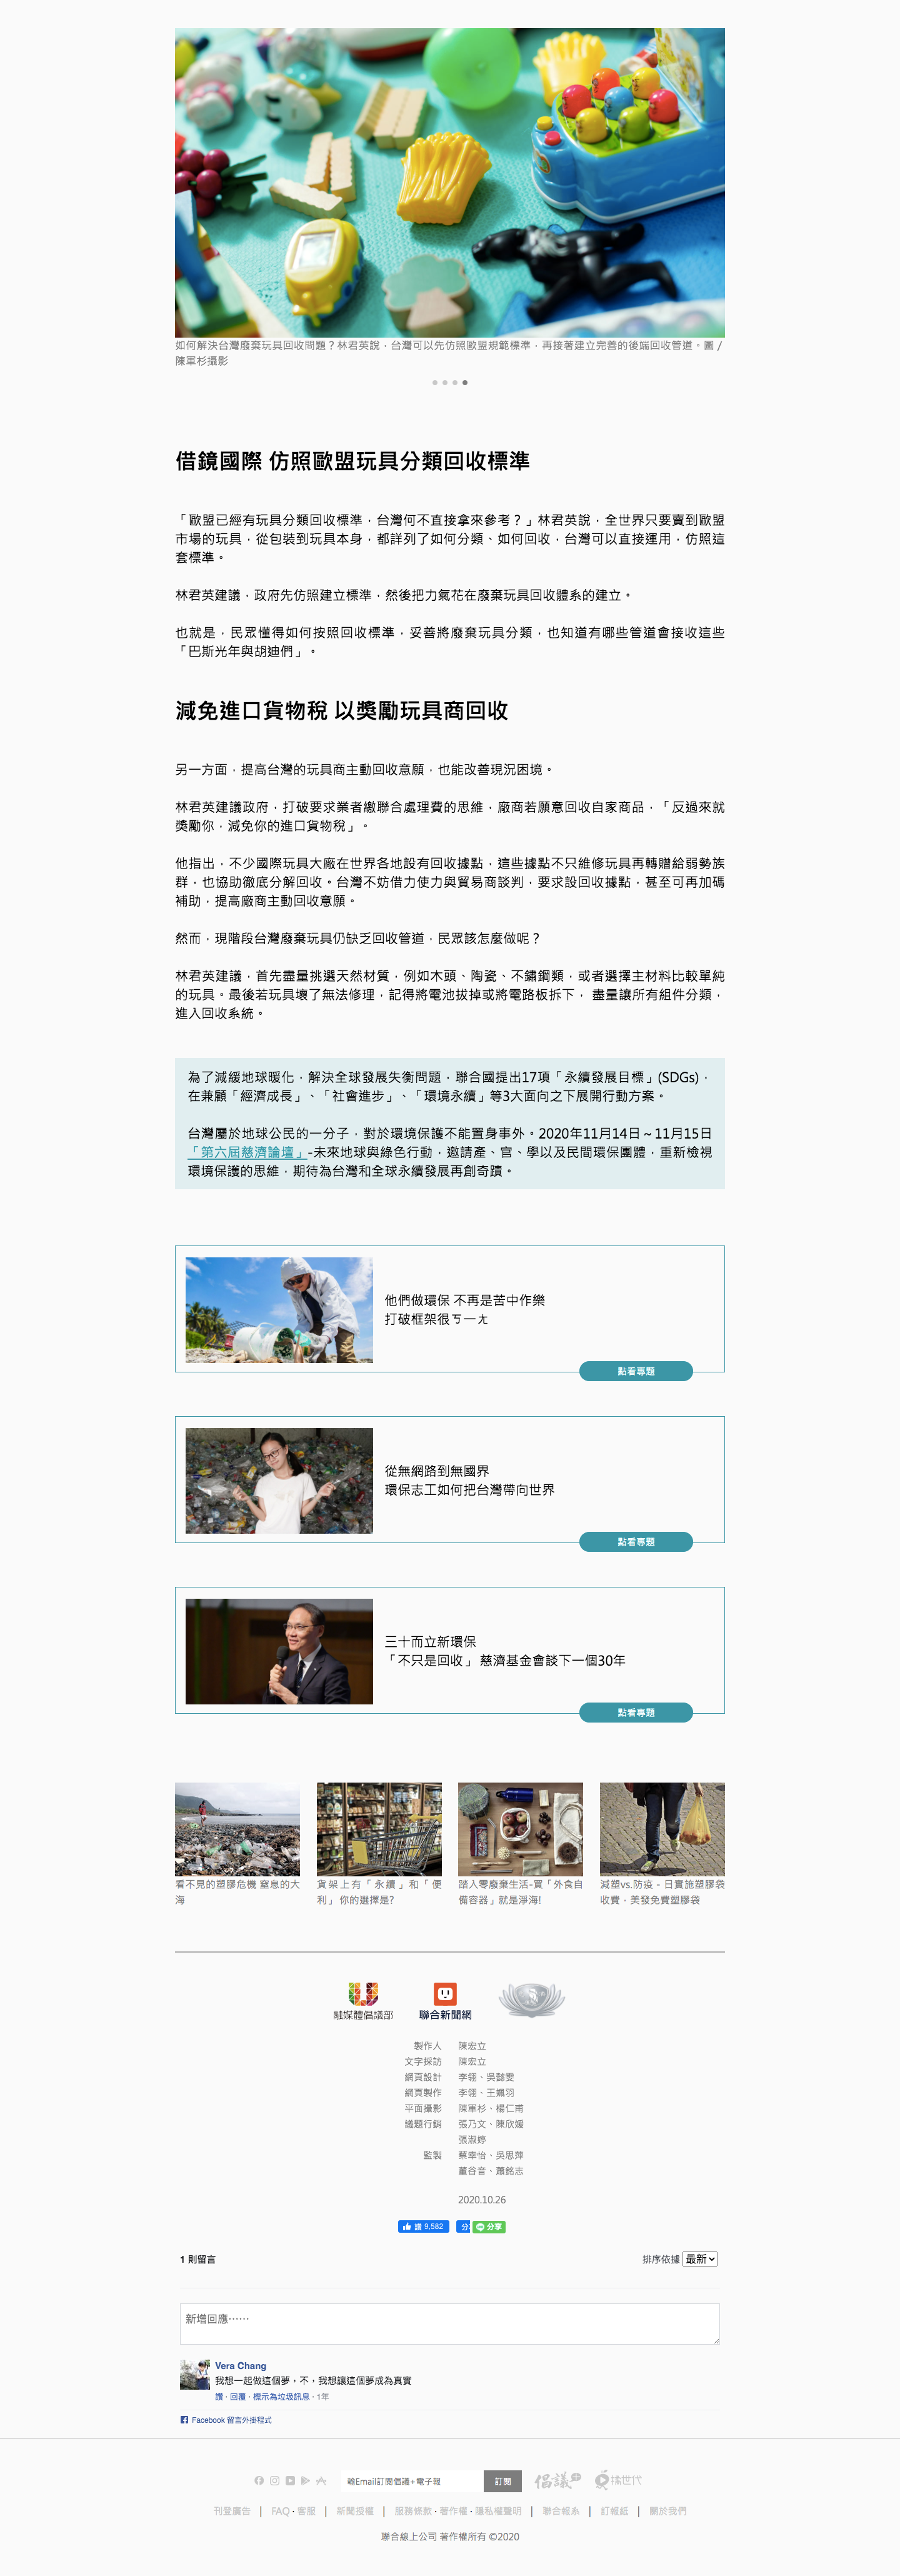 如何解決台灣廢棄玩具回收問題？林君英說，台灣可以先仿照歐盟規範標準，再接著建立完善的後端回收管道。圖 /
陳軍杉攝影
借鏡國際 仿照歐盟玩具分類回收標準
「歐盟已經有玩具分類回收標準，台灣何不直接拿來參考？」林君英說，全世界只要賣到歐盟
市場的玩具，從包裝到玩具本身，都詳列了如何分類、如何回收，台灣可以直接運用，仿照這
套標準。
林君英建議，政府先仿照建立標準，然後把力氣花在廢棄玩具回收體系的建立。
也就是，民眾懂得如何按照回收標準，妥善將廢棄玩具分類，也知道有哪些管道會接收這些
「巴斯光年與胡迪們」。
減免進口貨物稅 以獎勵玩具商回收
另一方面，提高台灣的玩具商主動回收意願，也能改善現況困境。
林君英建議政府，打破要求業者繳聯合處理費的思維，廠商若願意回收自家商品，「反過來就
獎勵你，減免你的進口貨物稅」。
他指出，不少國際玩具大廠在世界各地設有回收據點，這些據點不只維修玩具再轉贈給弱勢族
群，也協助徹底分解回收。台灣不妨借力使力與貿易商談判，要求設回收據點，甚至可再加碼
補助，提高廠商主動回收意願。
然而，現階段台灣廢棄玩具仍缺乏回收管道，民眾該怎麼做呢？
林君英建議，首先盡量挑選天然材質，例如木頭、陶瓷、不鏽鋼類，或者選擇主材料比較單純
的玩具。最後若玩具壞了無法修理，記得將電池拔掉或將電路板拆下， 盡量讓所有組件分類，
進入回收系統。
為了減緩地球暖化，解決全球發展失衡問題，聯合國提出17項「永續發展目標」(SDGs)，
在兼顧「經濟成長」、「社會進步」、「環境永續」等3大面向之下展開行動方案。
台灣屬於地球公民的一分子，對於環境保護不能置身事外。2020年11月14日～11月15日
「第六屆慈濟論壇」-未來地球與綠色行動，邀請產、官、學以及民間環保團體，重新檢視
環境保護的思維，期待為台灣和全球永續發展再創奇蹟。
他們做環保 不再是苦中作樂
打破框架很ㄎㄧㄤ
點看專題
從無網路到無國界
環保志工如何把台灣帶向世界
點看專題
三十而立新環保
「不只是回收」 慈濟基金會談下一個30年
點看專題
看不見的塑膠危機 窒息的大
海
貨架上有「永續」和「便
利」 你的選擇是?
踏入零廢棄生活-買「外食自
備容器」就是淨海!
減塑vs.防疫 - 日實施塑膠袋
收費，美發免費塑膠袋
融媒體倡議部
聯合新聞網
製作人 陳宏立
文字採訪 陳宏立
網頁設計 李翎、吳懿雯
網頁製作 李翎、王姵羽
平面攝影 陳軍杉、楊仁甫
議題行銷 張乃文、陳欣媛
張淑婷
監製 蔡幸怡、吳思萍
董谷音、蕭銘志
2020.10.26
讚 9,582
分享
1 則留言
排序依據 最新
新增回應……
Vera Chang
我想一起做這個夢，不，我想讓這個夢成為真實
讚 · 回覆 · 標示為垃圾訊息 · 1年
Facebook 留言外掛程式
輸Email訂閱倡議+電子報
訂閱
倡議+
橘世代
刊登廣告 | FAQ · 客服 | 新聞授權 | 服務條款 · 著作權 · 隱私權聲明 | 聯合報系 | 訂報紙 | 關於我們
聯合線上公司 著作權所有 ©2020